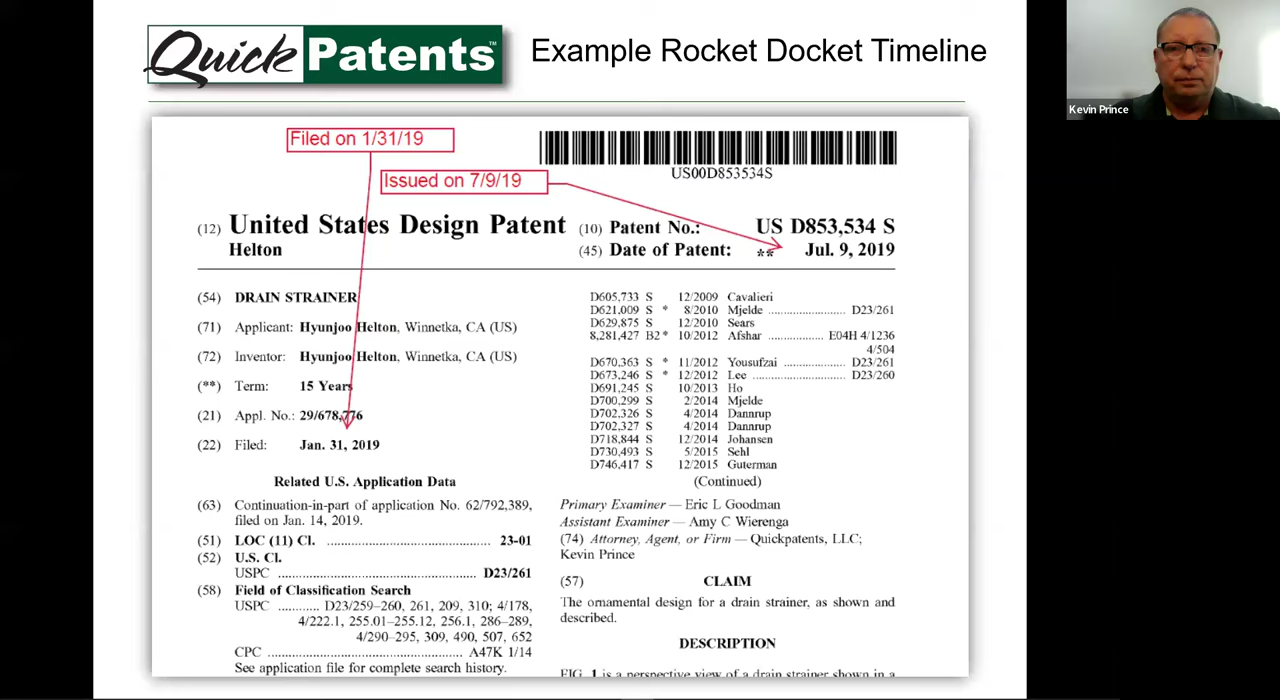 Quick Patents™
Example Rocket Docket Timeline
Kevin Prince
Filed on 1/31/19
Issued on 7/9/19
US00D853534S
(12) United States Design Patent
Helton
(10) Patent No.: US D853,534 S
(45) Date of Patent: ** Jul. 9, 2019
(54) DRAIN STRAINER
(71) Applicant: Hyunjoo Helton, Winnetka, CA (US)
(72) Inventor: Hyunjoo Helton, Winnetka, CA (US)
(**) Term: 15 Years
(21) Appl. No.: 29/678,776
(22) Filed: Jan. 31, 2019
Related U.S. Application Data
(63) Continuation-in-part of application No. 62/792,389,
filed on Jan. 14, 2019.
(51) LOC (11) Cl. ................................................ 23-01
(52) U.S. Cl.
USPC .......................................................... D23/261
(58) Field of Classification Search
USPC ............ D23/259–260, 261, 209, 310; 4/178,
4/222.1, 255.01–255.12, 256.1, 286–289,
4/290–295, 309, 490, 507, 652
CPC ......................................................... A47K 1/14
See application file for complete search history.
D605,733 S 12/2009 Cavalieri
D621,009 S * 8/2010 Mjelde ........................ D23/261
D629,875 S 12/2010 Sears
8,281,427 B2 * 10/2012 Afshar ................. E04H 4/1236
4/504
D670,363 S * 11/2012 Yousufzai .................... D23/261
D673,246 S * 12/2012 Lee .............................. D23/260
D691,245 S 10/2013 Ho
D700,299 S 2/2014 Mjelde
D702,326 S 4/2014 Dannrup
D702,327 S 4/2014 Dannrup
D718,844 S 12/2014 Johansen
D730,493 S 5/2015 Sehl
D746,417 S 12/2015 Guterman
(Continued)
Primary Examiner — Eric L Goodman
Assistant Examiner — Amy C Wierenga
(74) Attorney, Agent, or Firm — Quickpatents, LLC;
Kevin Prince
(57) CLAIM
The ornamental design for a drain strainer, as shown and
described.
DESCRIPTION
FIG. 1 is a perspective view of a drain strainer shown in a